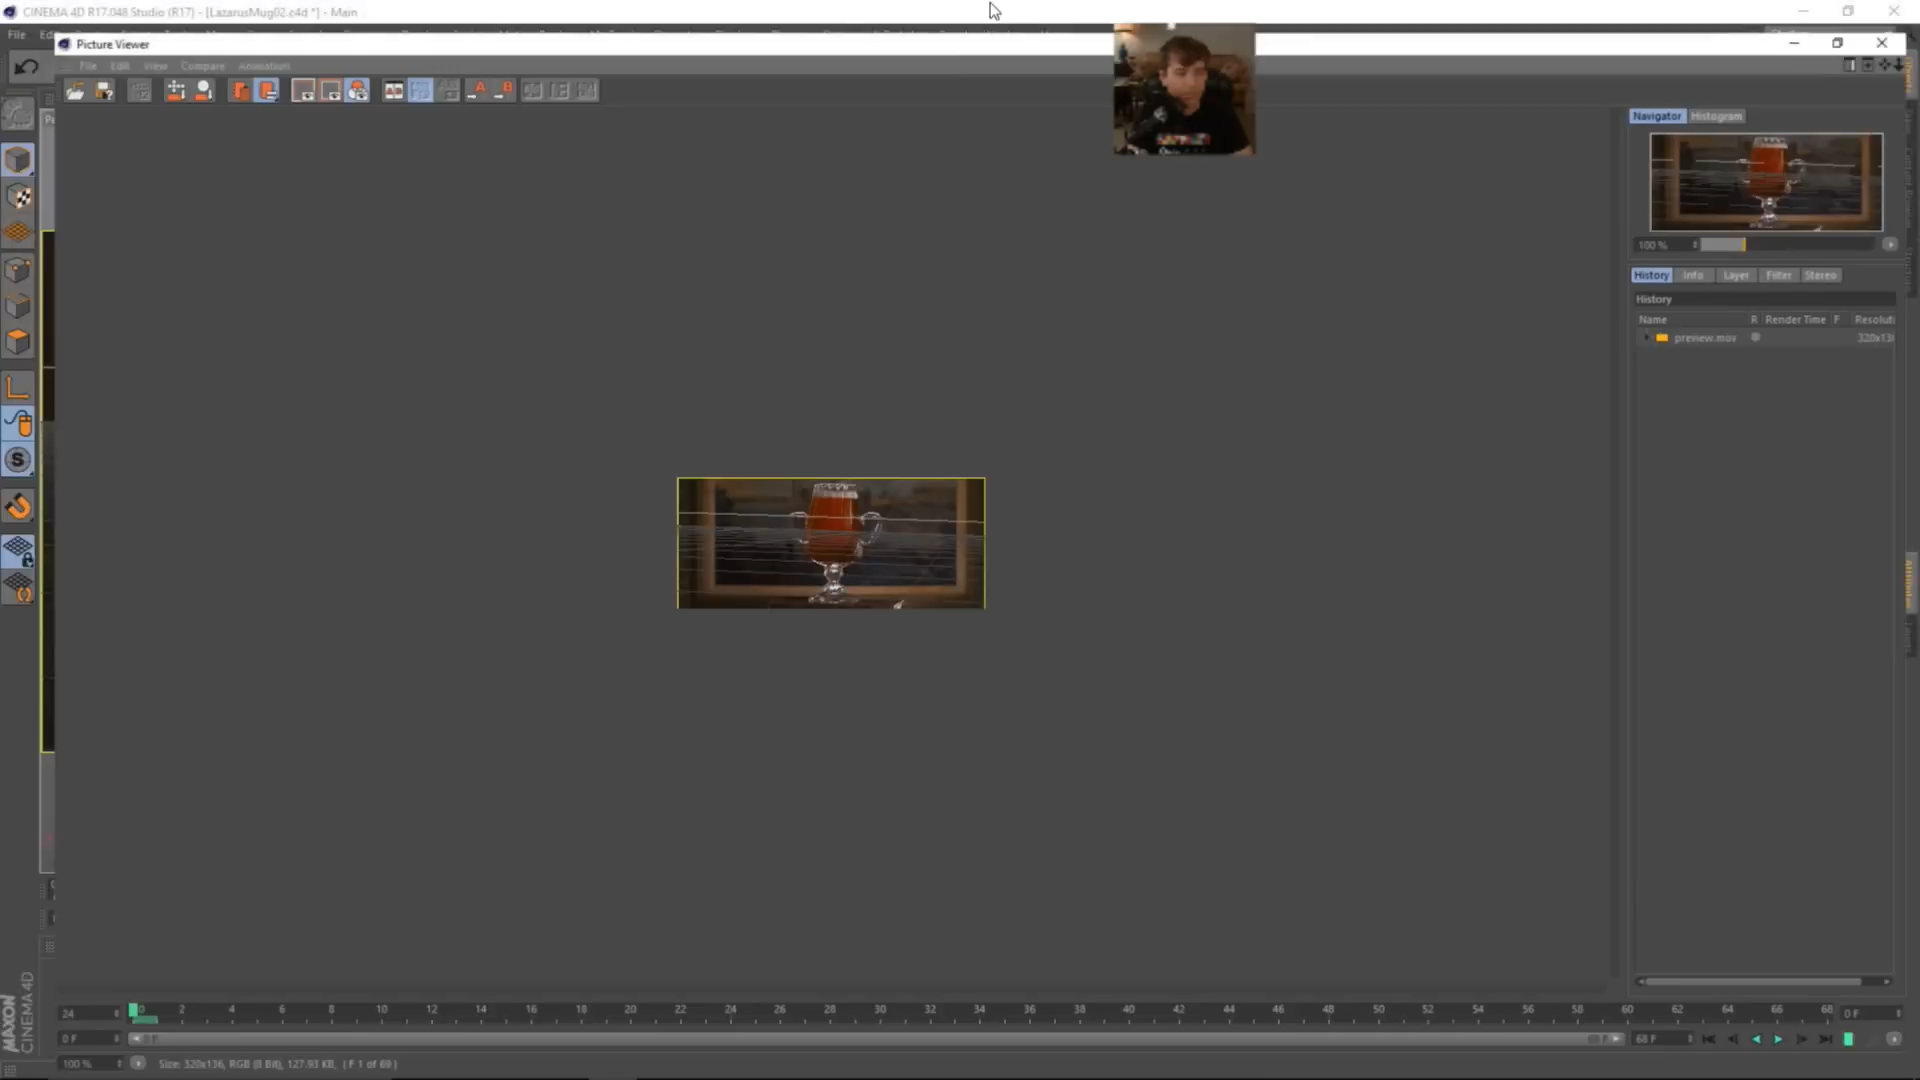 CINEMA 4D R17.048 Studio (R17) - [LazarusMug02.c4d *] - Main
File
Picture Viewer
File Edit View Compare Animation
Navigator Histogram
100 %
History Info Layer Filter Stereo
History
Name R Render Time F Resoluti
preview.mov 320x13
24 0 2 4 6 8 10 12 14 16 18 20 22 24 26 28 30 32 34 36 38 40 42 44 46 48 50 52 54 56 58 60 62 64 66 68 0 F
0 F 68 F
100 % Size: 320x136, RGB (8 Bit), 127.93 KB, ( F 1 of 69 )
MAXON
CINEMA 4D